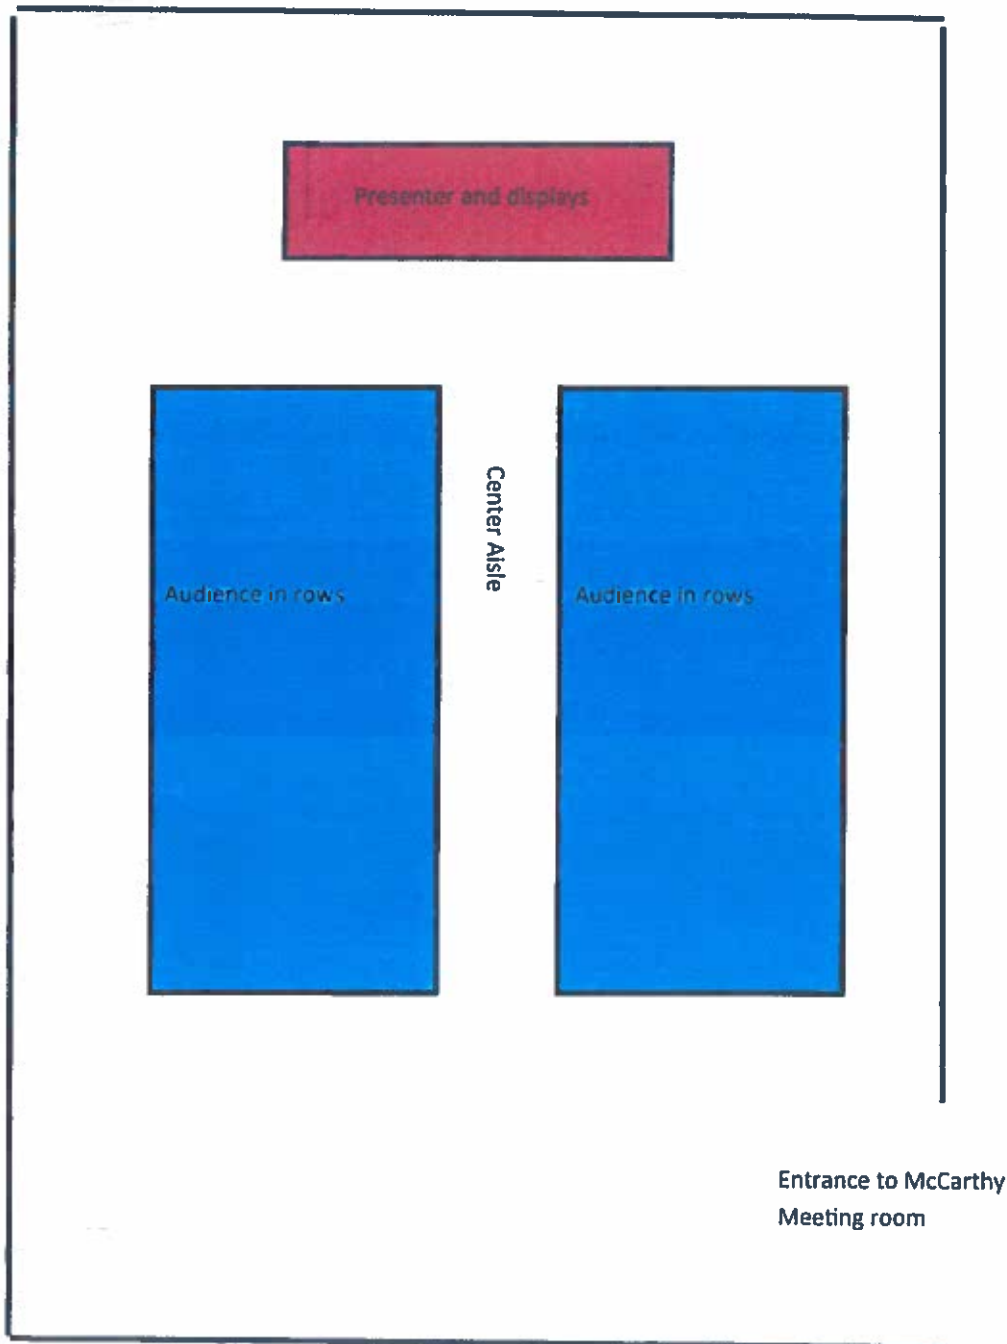 Presenter and displays
Center Aisle
Audience in rows
Audience in rows
Entrance to McCarthy
Meeting room